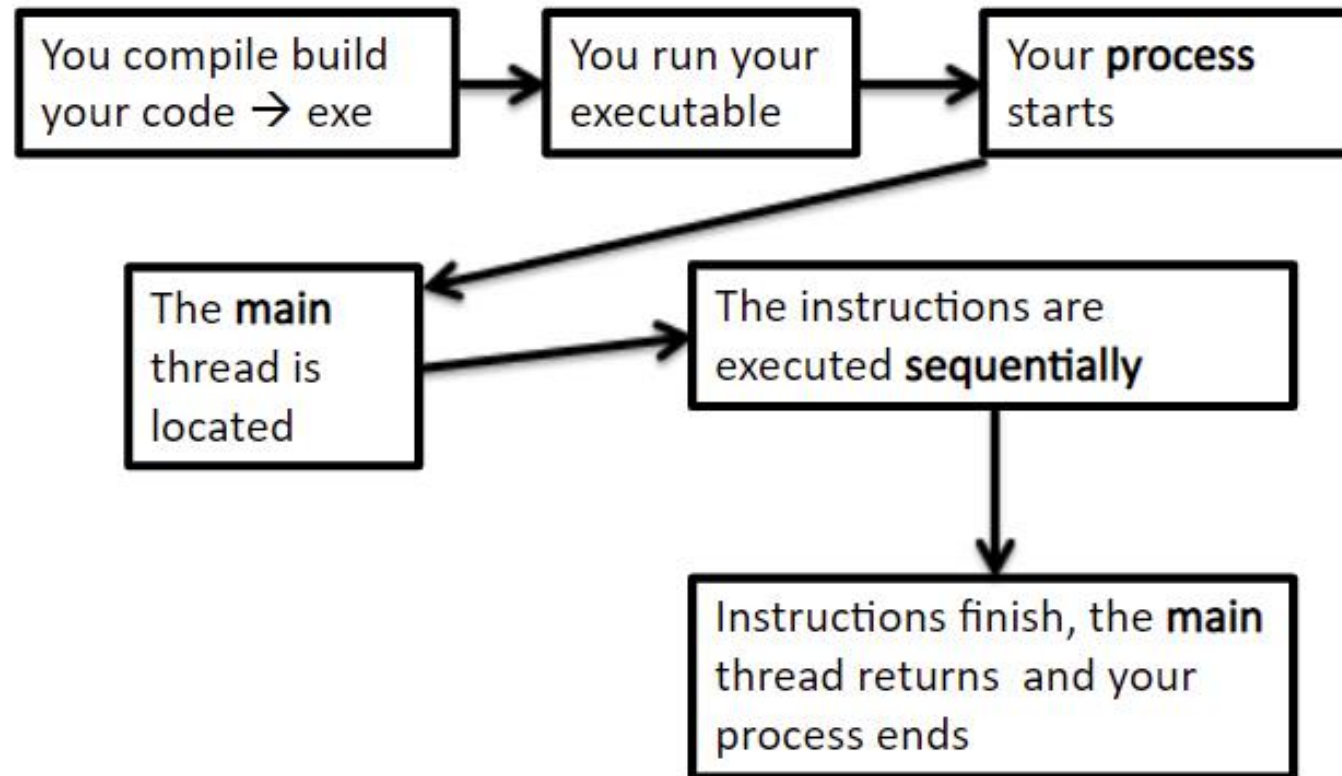 You compile build
your code → exe
You run your
executable
Your process
starts
The main
thread is
located
The instructions are
executed sequentially
Instructions finish, the main
thread returns  and your
process ends